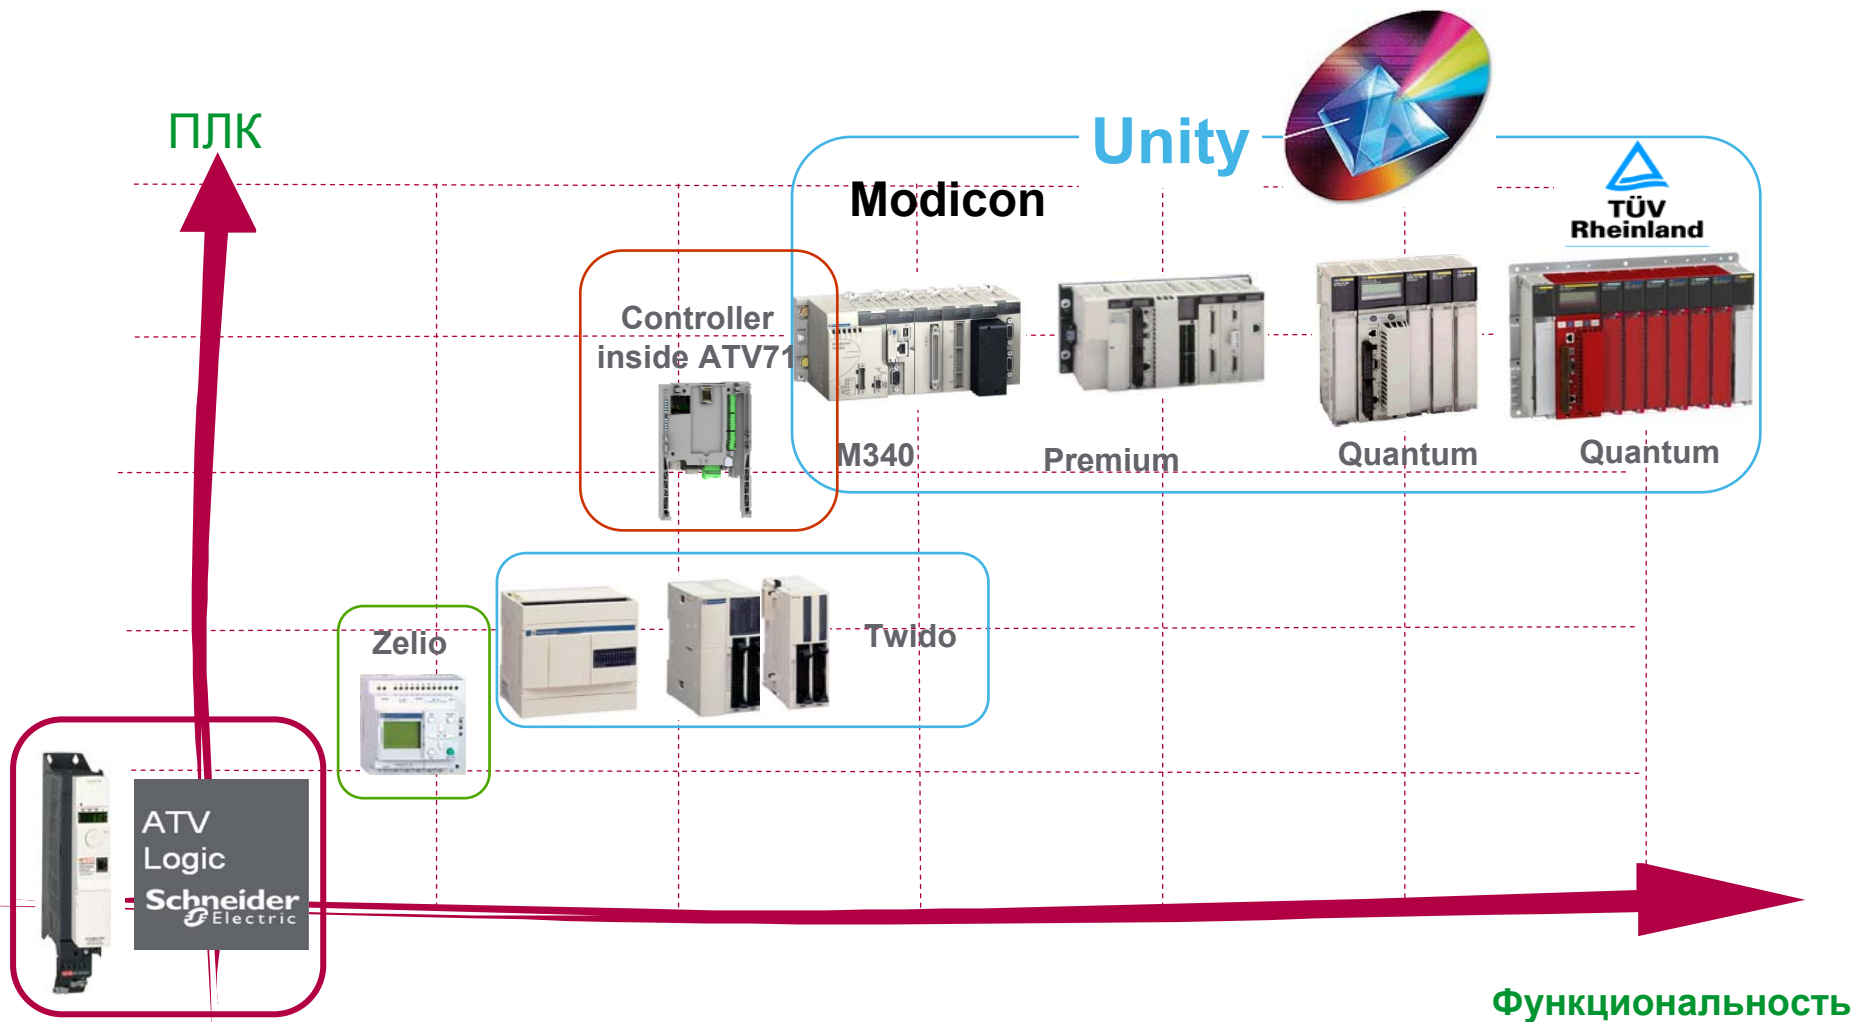 ПЛК
Unity
Modicon
TÜV
Rheinland
Controller
inside ATV71
M340
Premium
Quantum
Quantum
Zelio
Twido
ATV
Logic
Schneider
Electric
Функциональность